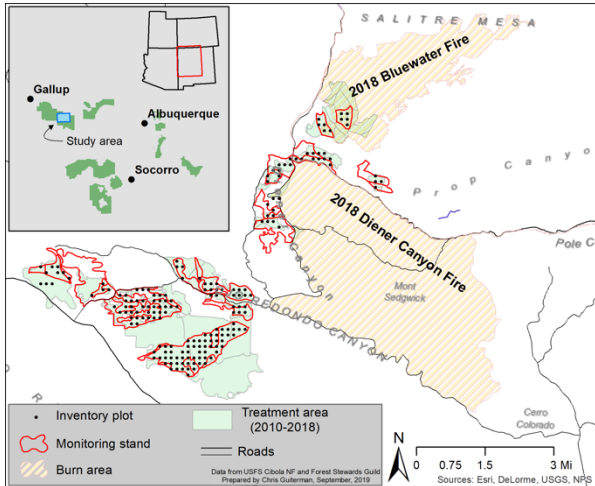 SALITRE MESA
2018 Bluewater Fire
Gallup
Albuquerque
Study area
Socorro
Prop Canyo
2018 Diener Canyon Fire
Pole C
Canyon
Mont
Sedgwick
REDONDO CANYON
Cerro
Colorado
Inventory plot
Monitoring stand
Burn area
Treatment area
(2010-2018)
Roads
Data from USFS Cibola NF and Forest Stewards Guild
Prepared by Chris Guiterman, September, 2019
N
0 0.75 1.5 3 Mi
Sources: Esri, DeLorme, USGS, NPS